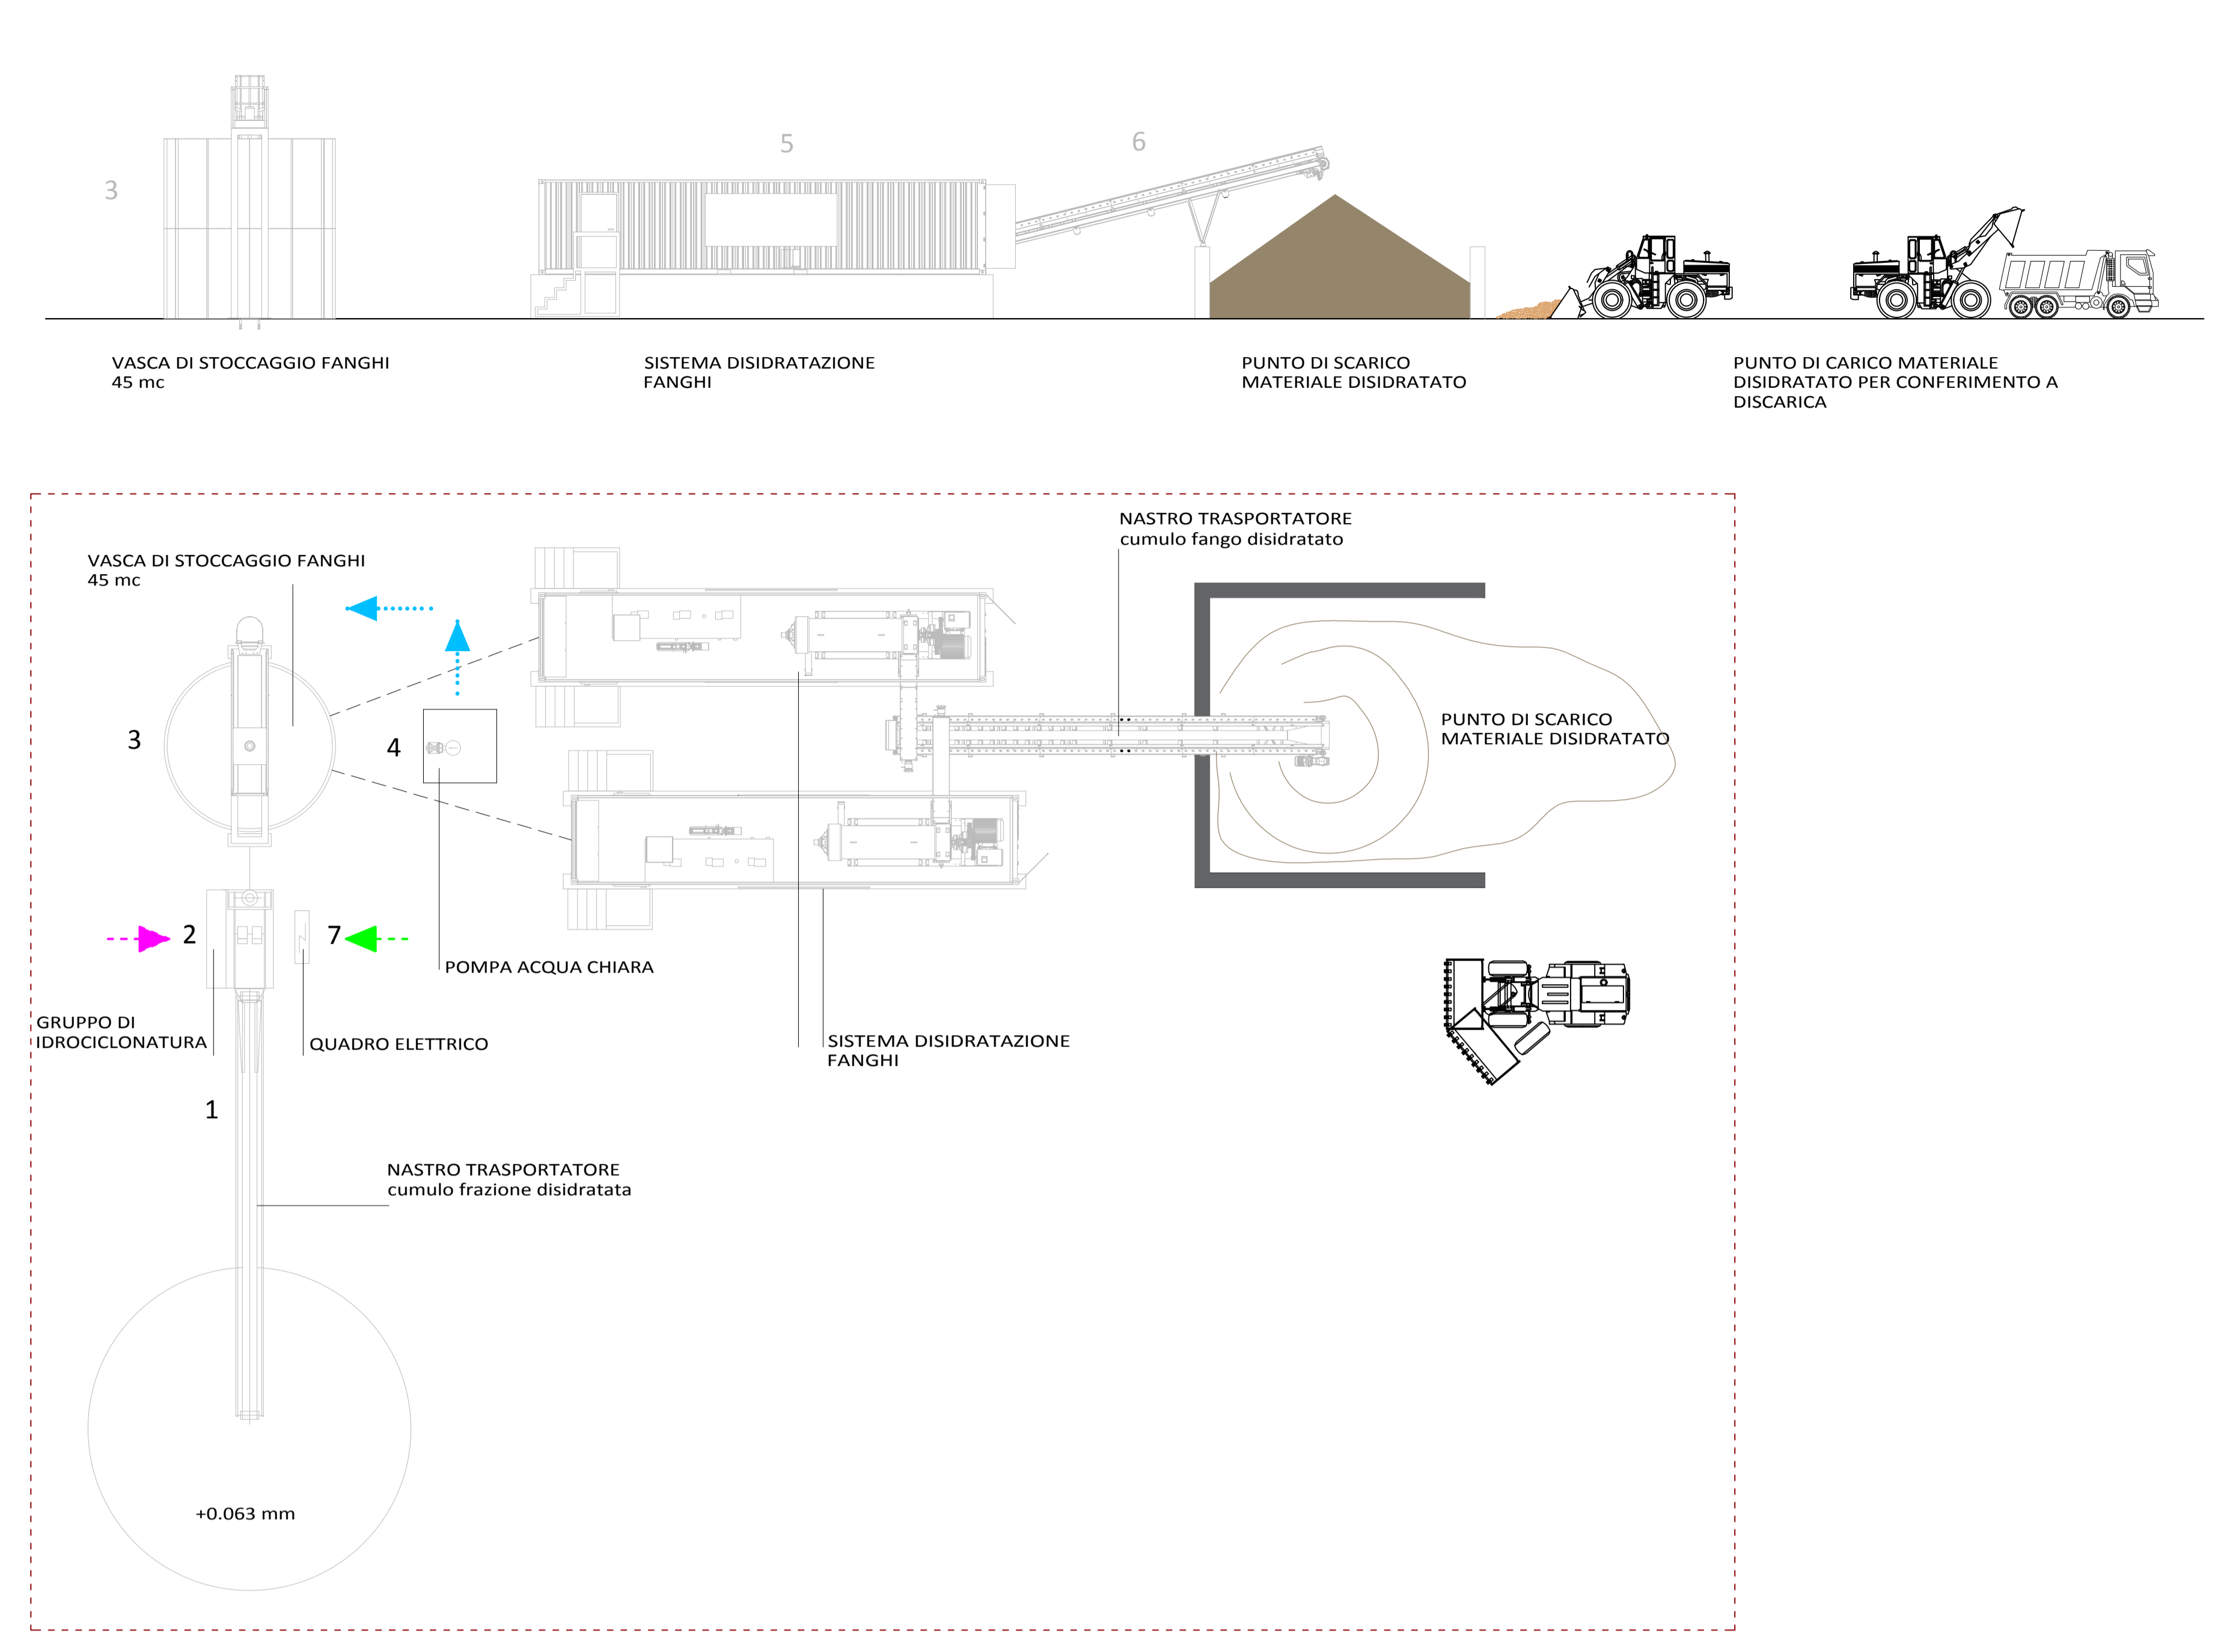 5
6
3
VASCA DI STOCCAGGIO FANGHI
45 mc
SISTEMA DISIDRATAZIONE
FANGHI
PUNTO DI SCARICO
MATERIALE DISIDRATATO
PUNTO DI CARICO MATERIALE
DISIDRATATO PER CONFERIMENTO A
DISCARICA
NASTRO TRASPORTATORE
cumulo fango disidratato
VASCA DI STOCCAGGIO FANGHI
45 mc
PUNTO DI SCARICO
MATERIALE DISIDRATATO
3
4
2
7
POMPA ACQUA CHIARA
GRUPPO DI
IDROCICLONATURA
QUADRO ELETTRICO
SISTEMA DISIDRATAZIONE
FANGHI
1
NASTRO TRASPORTATORE
cumulo frazione disidratata
+0.063 mm